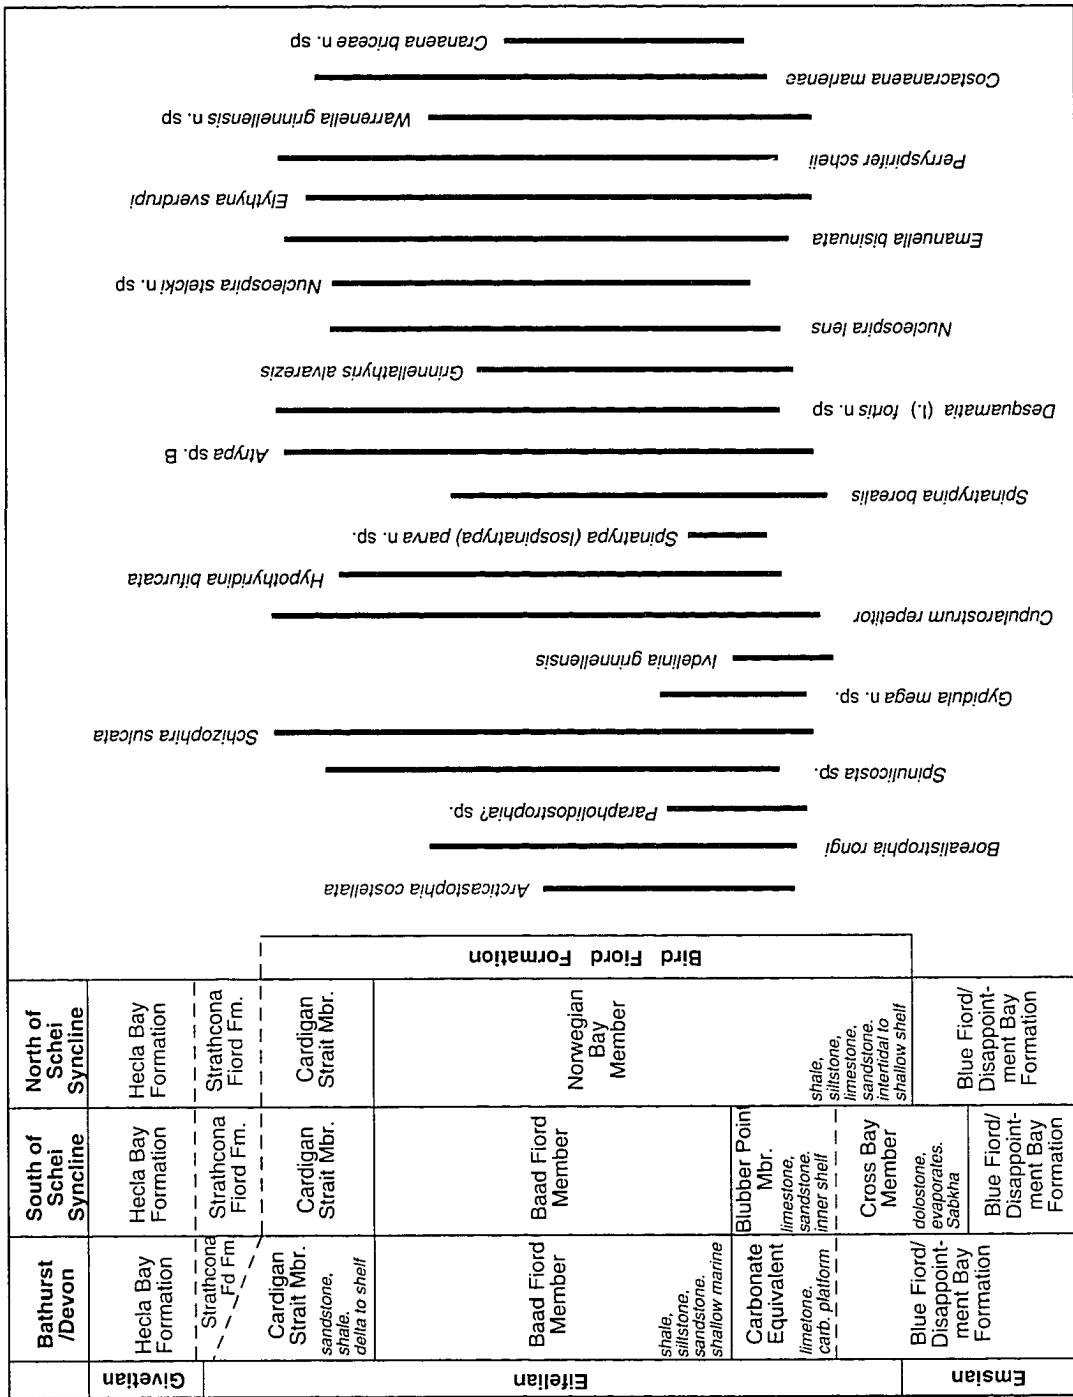 Cranaena briceae n. sp
Costacranaena marienae
Warrenella grinnellensis n. sp
Perryspirifer scheii
Elythyna sverdrupi
Emanuella bisinuata
Nucleospira stelcki n. sp
Nucleospira lens
Grinnellathyris alvarezis
Desquamatia (I.) fortis n. sp
Atrypa sp. B
Spinatrypina borealis
Spinatrypa (Isospinatrypa) parva n. sp.
Hypothyridina bifurcata
Cupularostrum repetitor
Ivdelinia grinnellensis
Gypidula mega n. sp.
Schizophira sulcata
Spinulicosta sp.
Parapholidostrophia? sp.
Borealistrophia rongi
Arcticastophia costellata
Bird Fiord Formation
North of
Schei
Syncline
Hecla Bay
Formation
Strathcona
Fiord Fm.
Cardigan
Strait Mbr.
Norwegian
Bay
Member
shale,
siltstone,
limestone,
sandstone.
intertidal to
shallow shelf
Blue Fiord/
Disappoint-
ment Bay
Formation
South of
Schei
Syncline
Hecla Bay
Formation
Strathcona
Fiord Fm.
Cardigan
Strait Mbr.
Baad Fiord
Member
Blubber Point
Mbr.
limestone,
sandstone.
inner shelf
Cross Bay
Member
dolostone,
evaporates.
Sabkha
Blue Fiord/
Disappoint-
ment Bay
Formation
Bathurst
/Devon
Hecla Bay
Formation
Strathcona
Fd Fm.
Cardigan
Strait Mbr.
sandstone,
shale.
delta to shelf
Baad Fiord
Member
shale,
siltstone,
sandstone.
shallow marine
Carbonate
Equivalent
limetone.
carb. platform
Blue Fiord/
Disappoint-
ment Bay
Formation
Givetian
Eifelian
Emsian